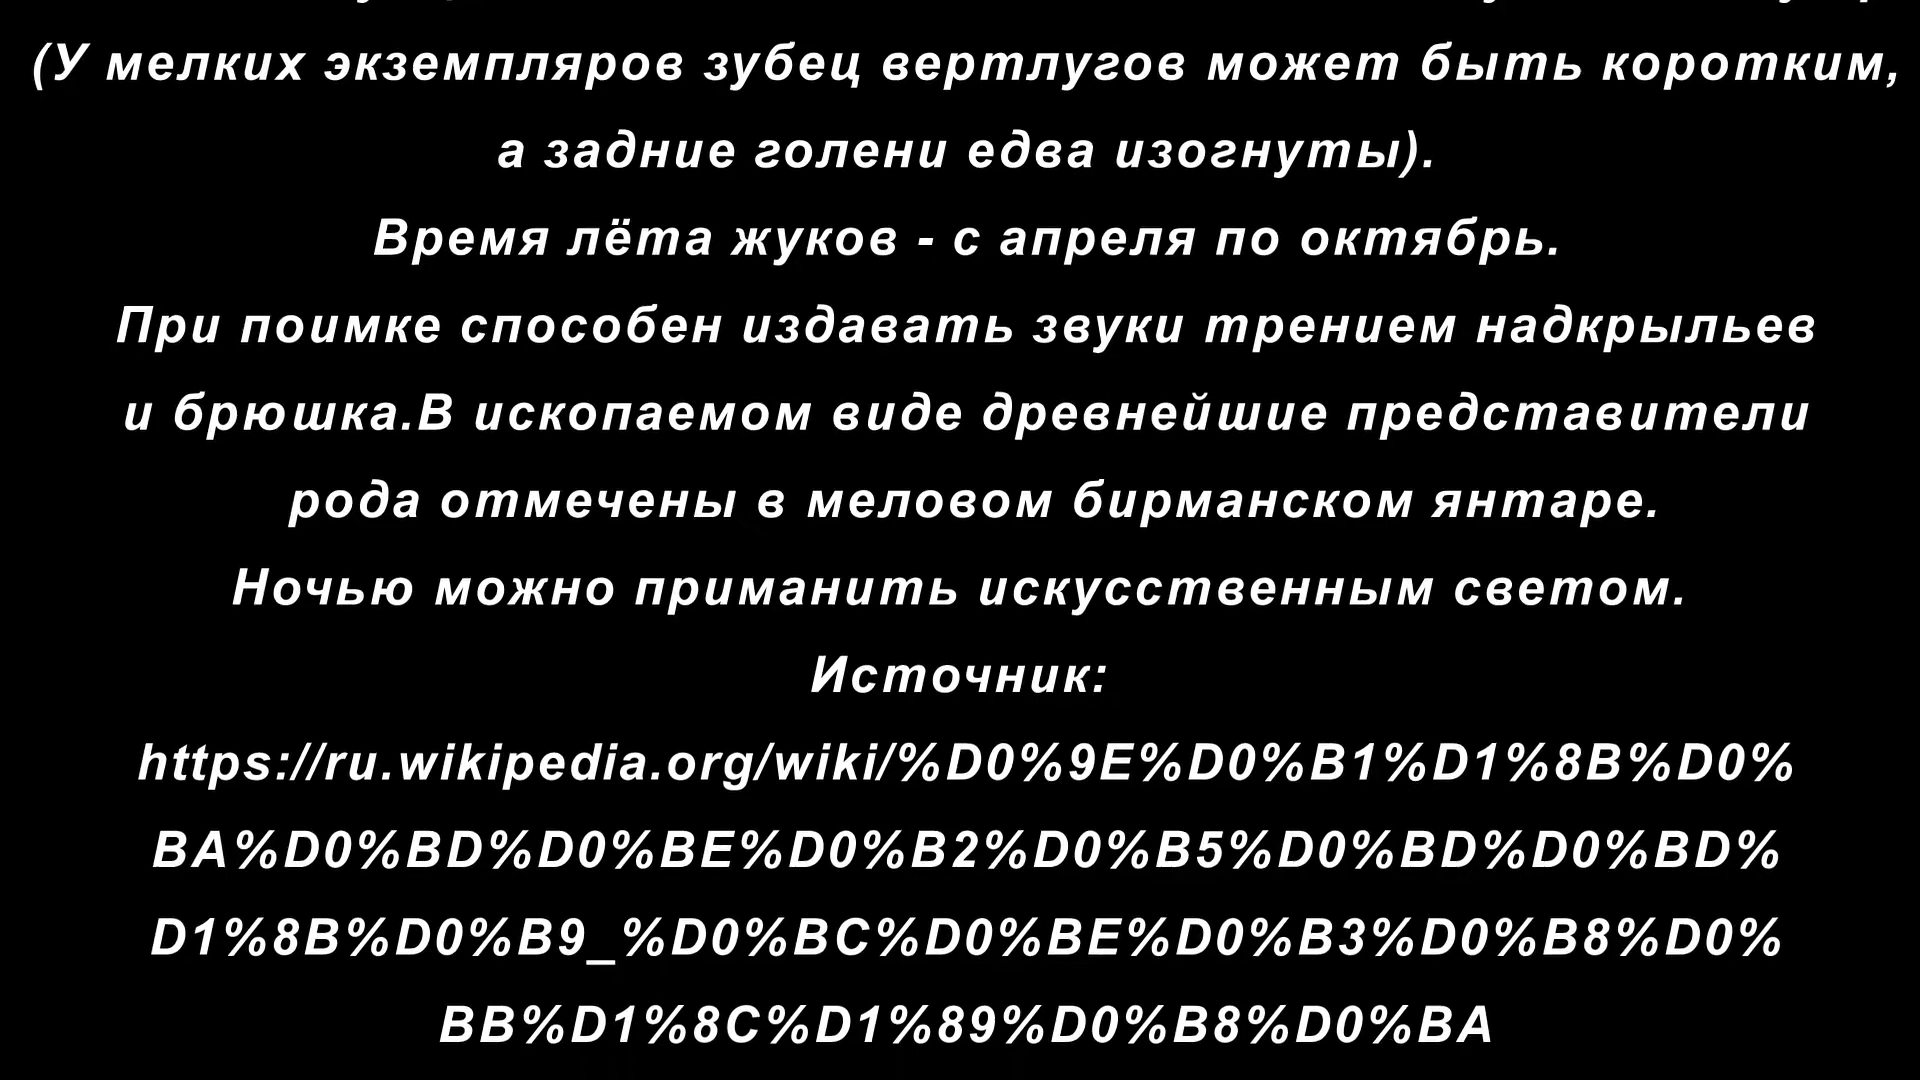 (У мелких экземпляров зубец вертлугов может быть коротким,
а задние голени едва изогнуты).
Время лёта жуков - с апреля по октябрь.
При поимке способен издавать звуки трением надкрыльев
и брюшка.В ископаемом виде древнейшие представители
рода отмечены в меловом бирманском янтаре.
Ночью можно приманить искусственным светом.
Источник:
https://ru.wikipedia.org/wiki/%D0%9E%D0%B1%D1%8B%D0%
BA%D0%BD%D0%BE%D0%B2%D0%B5%D0%BD%D0%BD%
D1%8B%D0%B9_%D0%BC%D0%BE%D0%B3%D0%B8%D0%
BB%D1%8C%D1%89%D0%B8%D0%BA